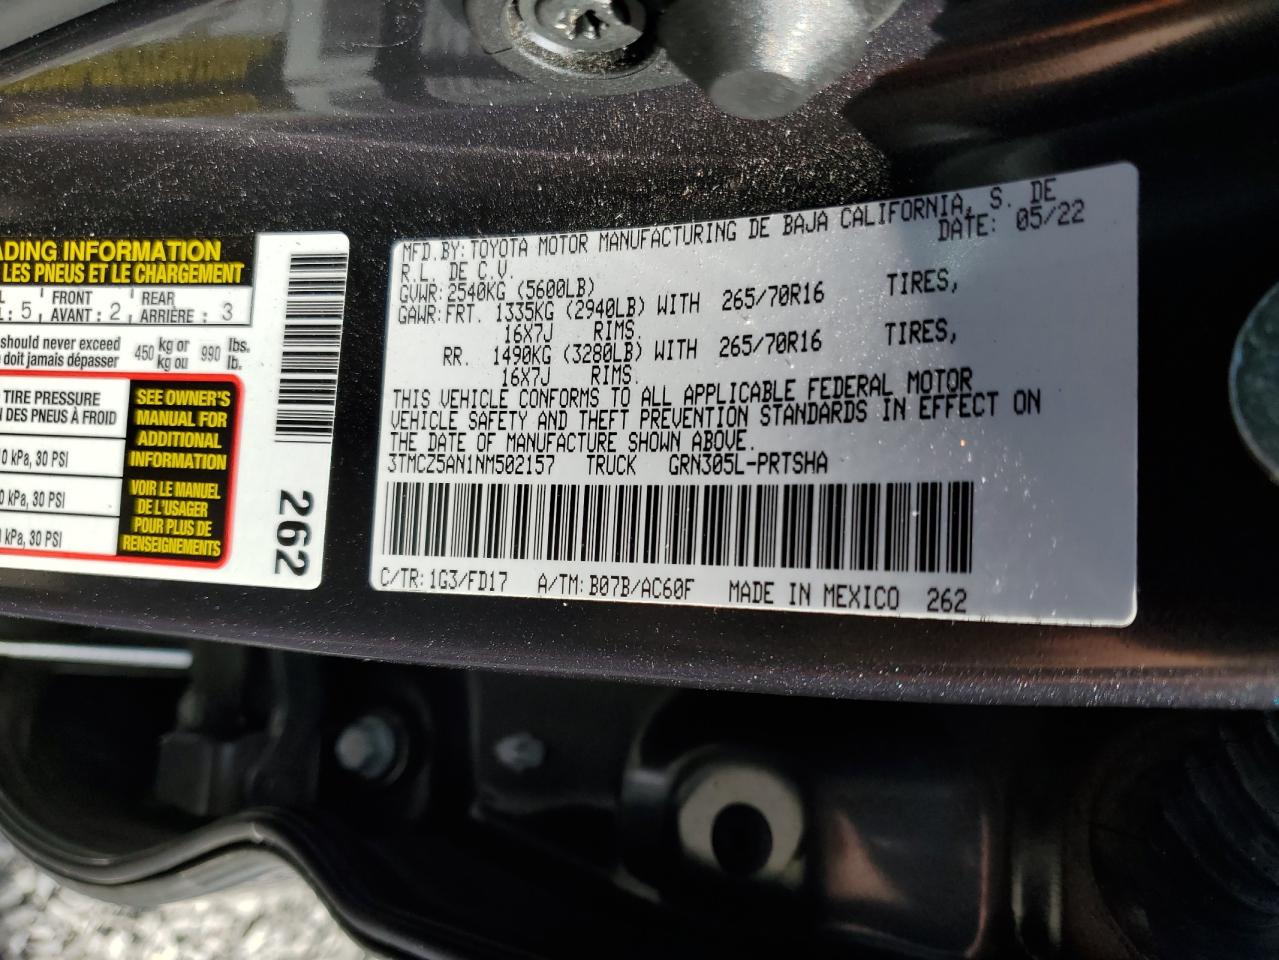 ADING INFORMATION
LES PNEUS ET LE CHARGEMENT
: 5 FRONT AVANT : 2 REAR ARRIÈRE : 3
should never exceed
doit jamais dépasser
450 kg or kg ou 990 lbs. lb.
TIRE PRESSURE
DES PNEUS À FROID
kPa, 30 PSI
kPa, 30 PSI
kPa, 30 PSI
SEE OWNER'S
MANUAL FOR
ADDITIONAL
INFORMATION
VOIR LE MANUEL
DE L'USAGER
POUR PLUS DE
RENSEIGNEMENTS
262
MFD. BY: TOYOTA MOTOR MANUFACTURING DE BAJA CALIFORNIA, S. DE
R.L. DE C.V. DATE: 05/22
GVWR: 2540KG (5600LB)
GAWR: FRT. 1335KG (2940LB) WITH 265/70R16 TIRES,
16X7J RIMS.
RR. 1490KG (3280LB) WITH 265/70R16 TIRES,
16X7J RIMS.
THIS VEHICLE CONFORMS TO ALL APPLICABLE FEDERAL MOTOR
VEHICLE SAFETY AND THEFT PREVENTION STANDARDS IN EFFECT ON
THE DATE OF MANUFACTURE SHOWN ABOVE.
3TMCZ5AN1NM502157 TRUCK GRN305L-PRTSHA
C/TR: 1G3/FD17 A/TM: B07B/AC60F MADE IN MEXICO 262